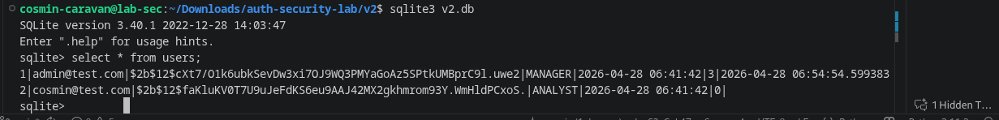 cosmin-caravan@lab-sec:~/Downloads/auth-security-lab/v2$ sqlite3 v2.db
SQLite version 3.40.1 2022-12-28 14:03:47
Enter ".help" for usage hints.
sqlite> select * from users;
1|admin@test.com|$2b$12$cXt7/O1k6ubkSevDw3xi7OJ9WQ3PMYaGoAz5SPtkUMBprC9l.uwe2|MANAGER|2026-04-28 06:41:42|3|2026-04-28 06:54:54.599383
2|cosmin@test.com|$2b$12$faKluKV0T7U9uJeFdKS6eu9AAJ42MX2gkhmrom93Y.WmHldPCxoS.|ANALYST|2026-04-28 06:41:42|0|
sqlite>
1 Hidden T...